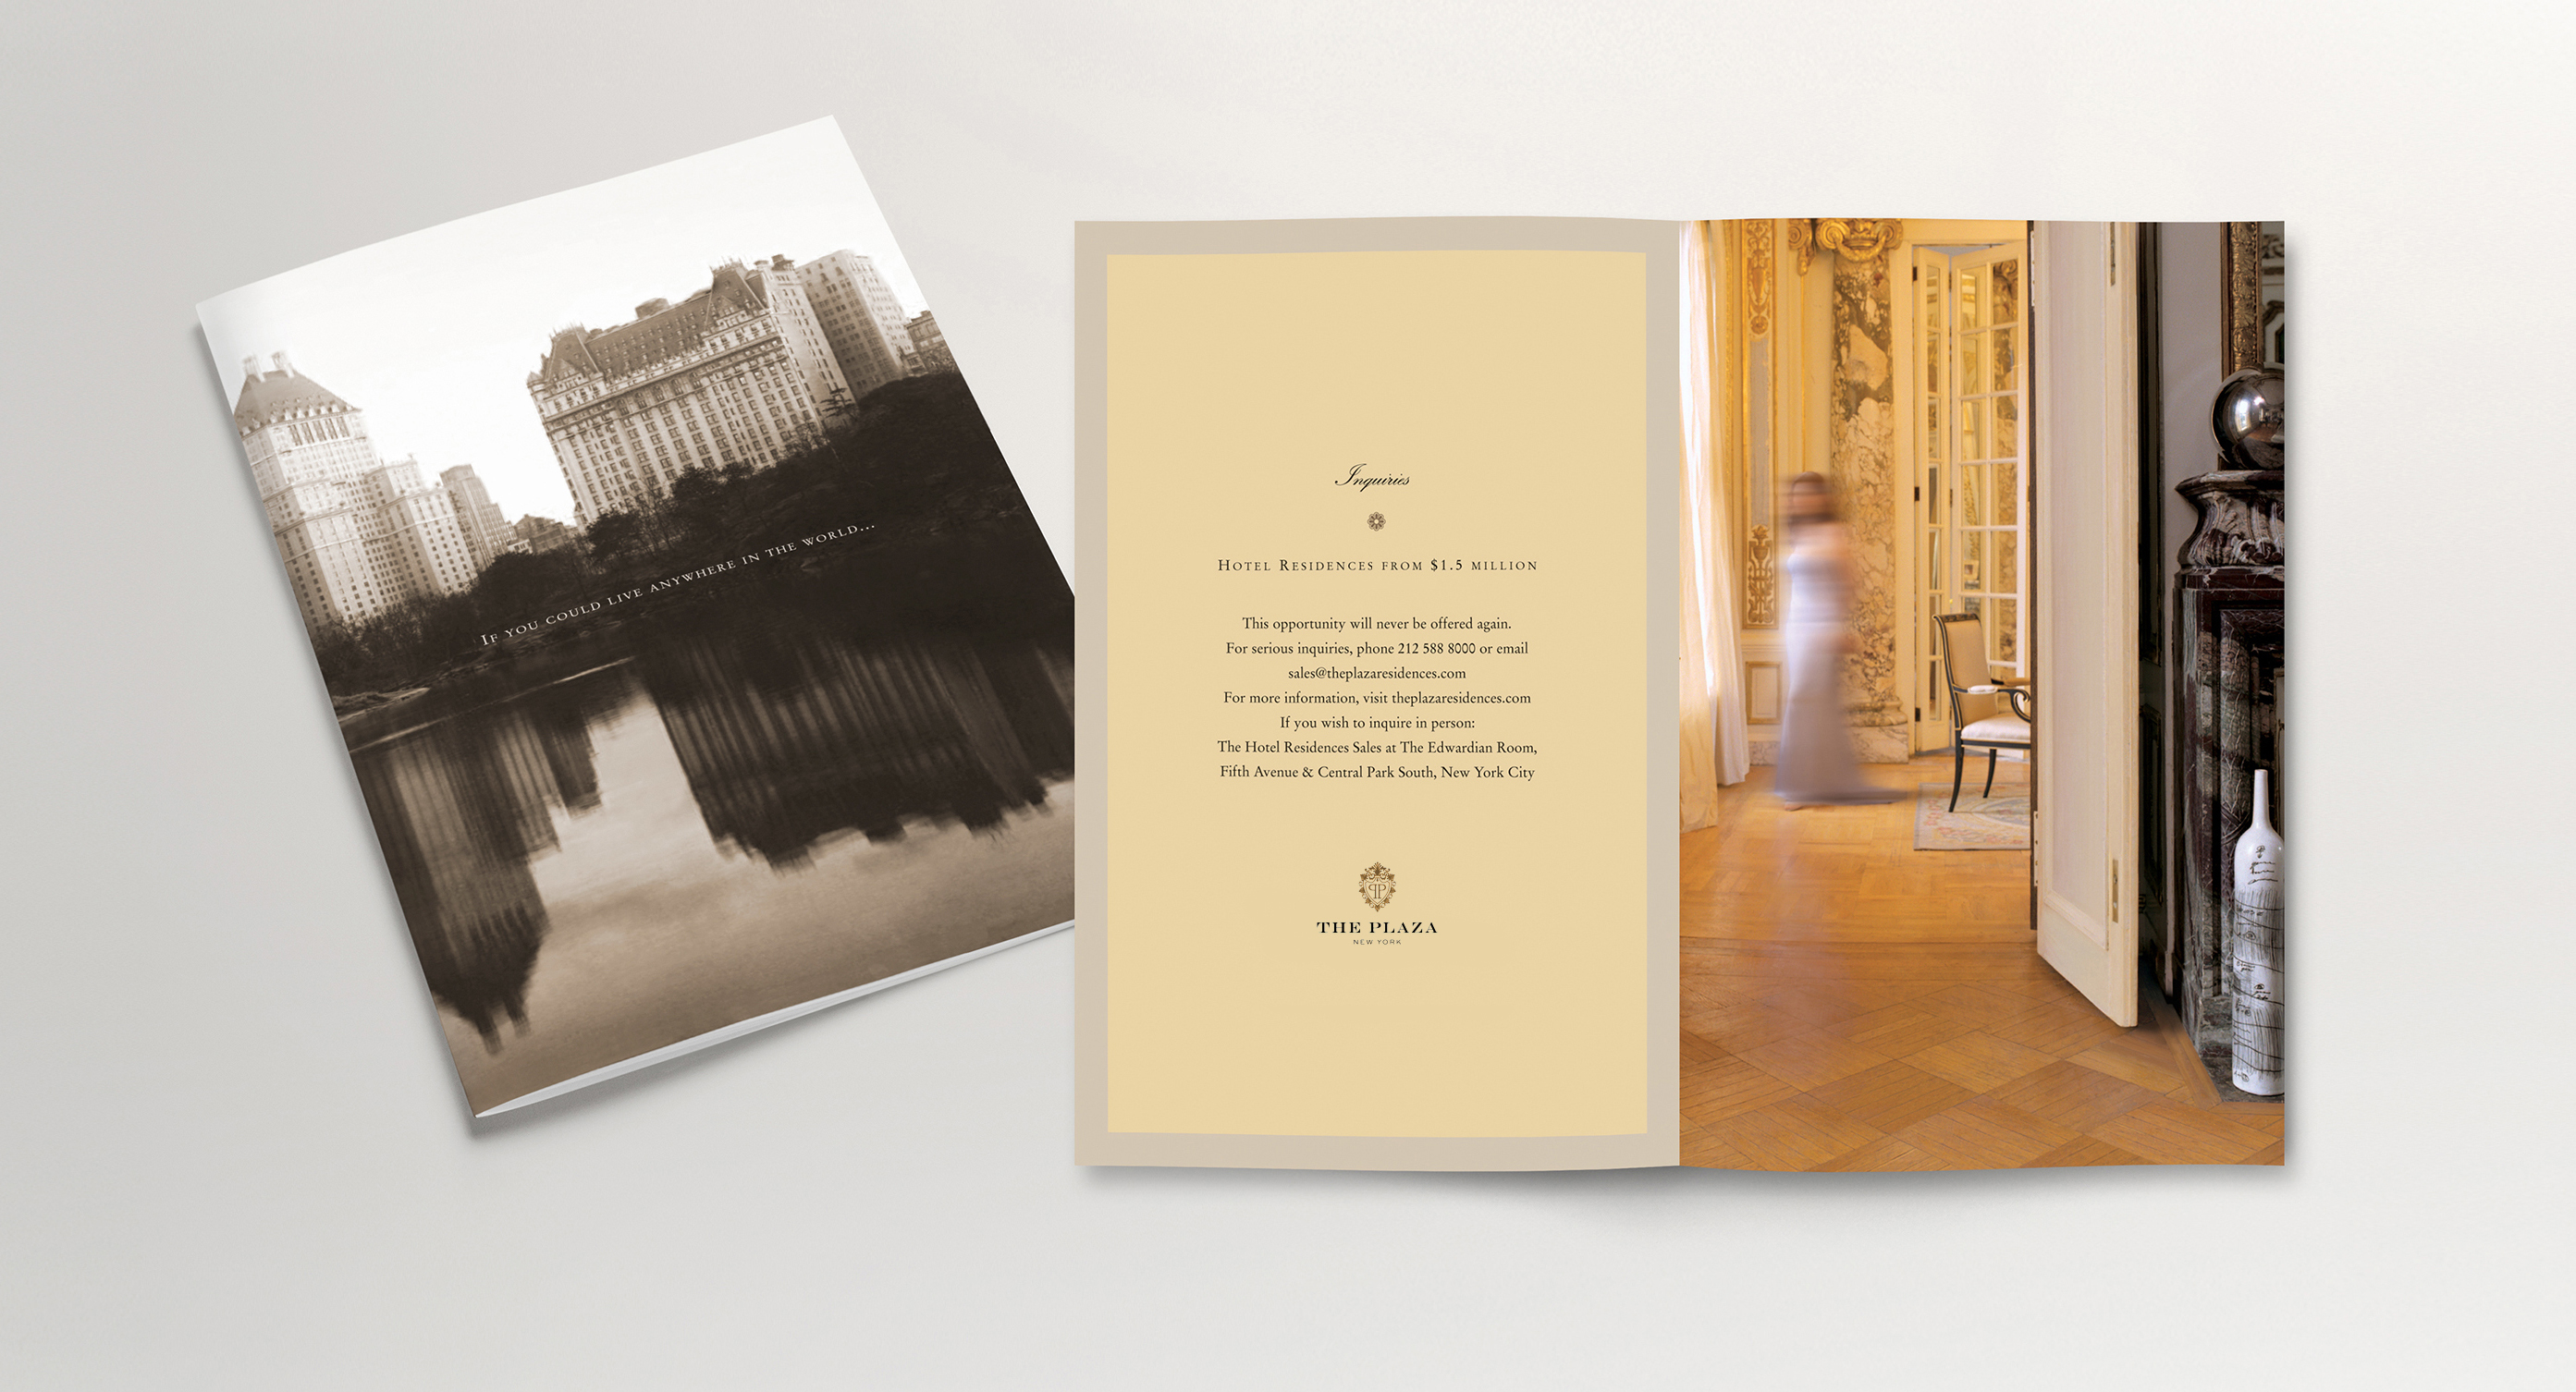 If you could live anywhere in the world...
Inquiries
Hotel Residences from $1.5 million
This opportunity will never be offered again.
For serious inquiries, phone 212 588 8000 or email
sales@theplazaresidences.com
For more information, visit theplazaresidences.com
If you wish to inquire in person:
The Hotel Residences Sales at The Edwardian Room,
Fifth Avenue & Central Park South, New York City
PP
THE PLAZA
NEW YORK